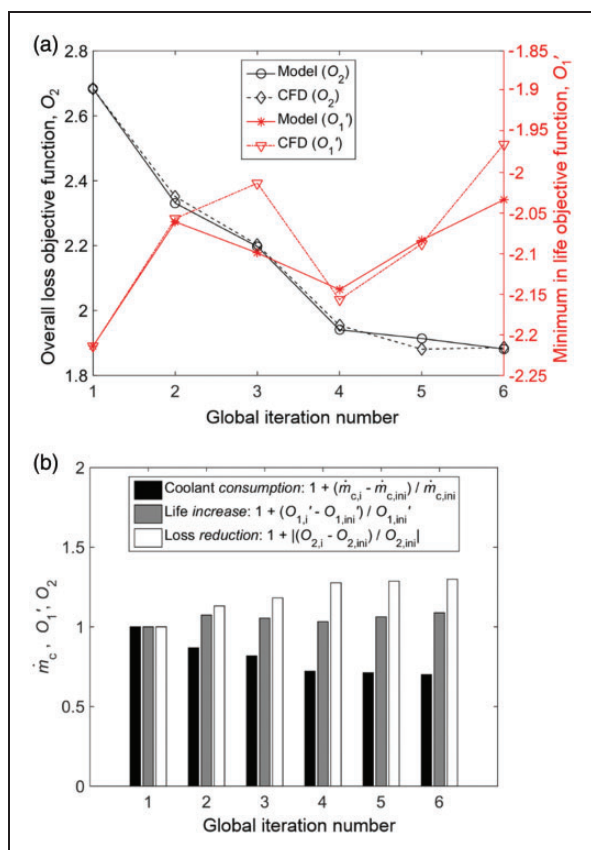 (a)
2.8
2.6
2.4
2.2
2
1.8
Overall loss objective function, O2
Model (O2)
CFD (O2)
Model (O1')
CFD (O1')
-1.85
-1.9
-1.95
-2
-2.05
-2.1
-2.15
-2.2
-2.25
Minimum in life objective function, O1'
1 2 3 4 5 6
Global iteration number
(b)
2
1.5
1
0.5
0
ṁc , O1', O2
Coolant consumption: 1 + (ṁc,i - ṁc,ini) / ṁc,ini
Life increase: 1 + (O1,i' - O1,ini') / O1,ini'
Loss reduction: 1 + |(O2,i - O2,ini) / O2,ini|
1 2 3 4 5 6
Global iteration number